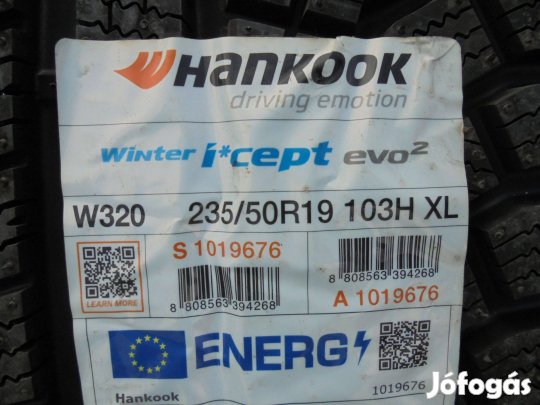 HANKOOK
driving emotion
winter i*cept evo2
W320 235/50R19 103H XL
S 1019676
8 808563 394268
LEARN MORE
8 808563 394268
A 1019676
ENERG
Hankook
1019676
Jófogás